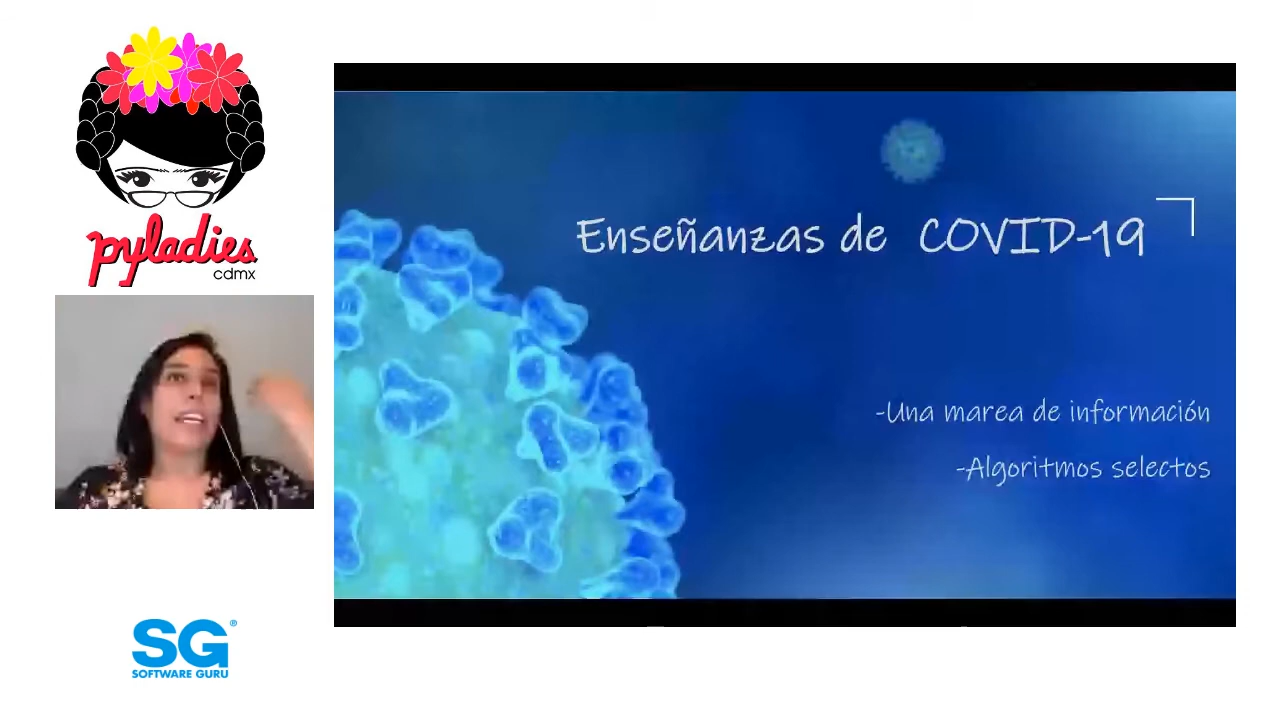 pyladies
cdmx
Enseñanzas de COVID-19
-Una marea de información
-Algoritmos selectos
SG®
SOFTWARE GURU